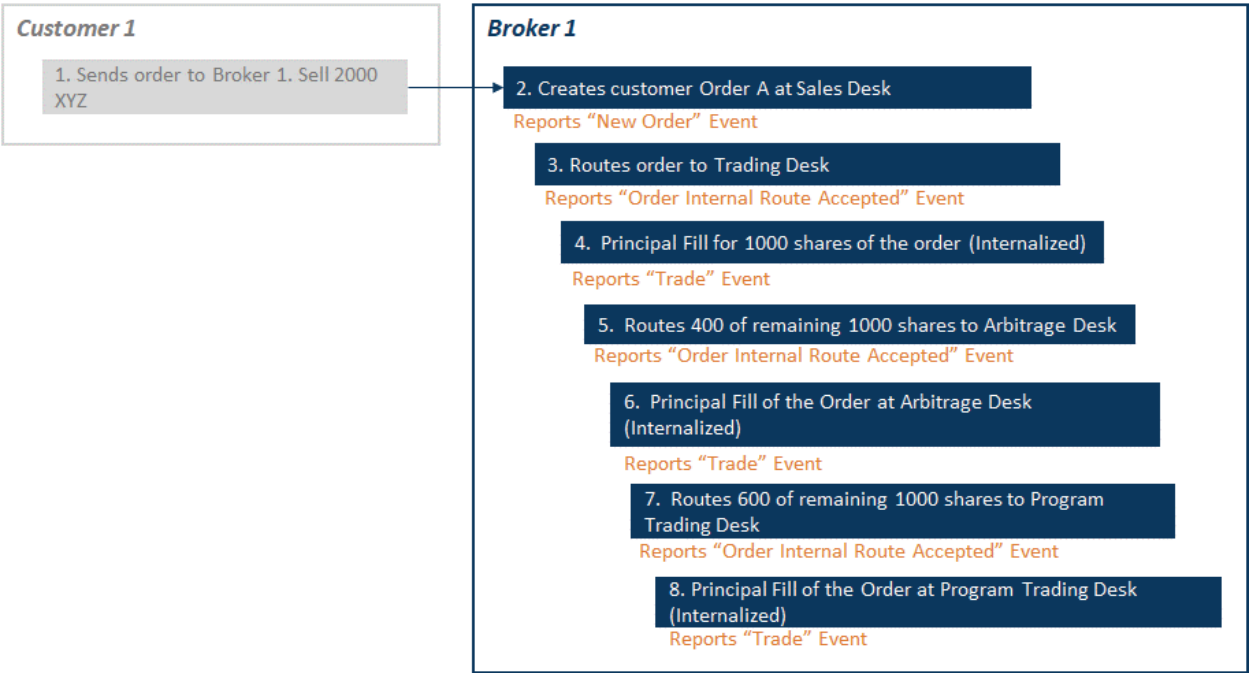 Customer 1
1. Sends order to Broker 1. Sell 2000
XYZ
Broker 1
2. Creates customer Order A at Sales Desk
Reports “New Order” Event
3. Routes order to Trading Desk
Reports “Order Internal Route Accepted” Event
4. Principal Fill for 1000 shares of the order (Internalized)
Reports “Trade” Event
5. Routes 400 of remaining 1000 shares to Arbitrage Desk
Reports “Order Internal Route Accepted” Event
6. Principal Fill of the Order at Arbitrage Desk
(Internalized)
Reports “Trade” Event
7. Routes 600 of remaining 1000 shares to Program
Trading Desk
Reports “Order Internal Route Accepted” Event
8. Principal Fill of the Order at Program Trading Desk
(Internalized)
Reports “Trade” Event